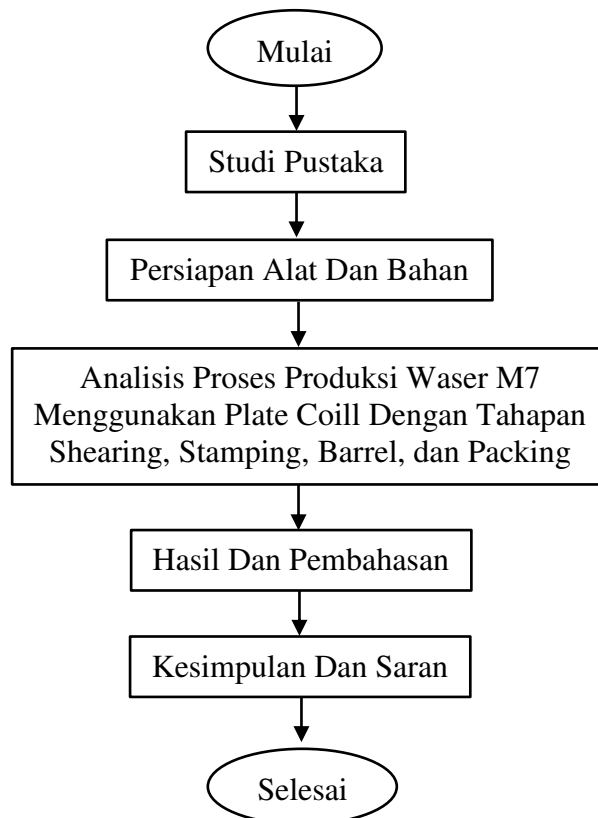 Mulai
Studi Pustaka
Persiapan Alat Dan Bahan
Analisis Proses Produksi Waser M7
Menggunakan Plate Coill Dengan Tahapan
Shearing, Stamping, Barrel, dan Packing
Hasil Dan Pembahasan
Kesimpulan Dan Saran
Selesai